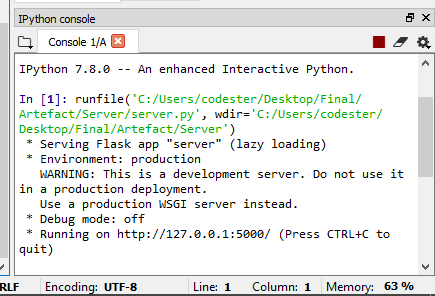 IPython console
Console 1/A
IPython 7.8.0 -- An enhanced Interactive Python.
In [1]: runfile('C:/Users/codester/Desktop/Final/
Artefact/Server/server.py', wdir='C:/Users/codester/
Desktop/Final/Artefact/Server')
* Serving Flask app "server" (lazy loading)
* Environment: production
WARNING: This is a development server. Do not use it
in a production deployment.
Use a production WSGI server instead.
* Debug mode: off
* Running on http://127.0.0.1:5000/ (Press CTRL+C to
quit)
RLF Encoding: UTF-8 Line: 1 Column: 1 Memory: 63 %